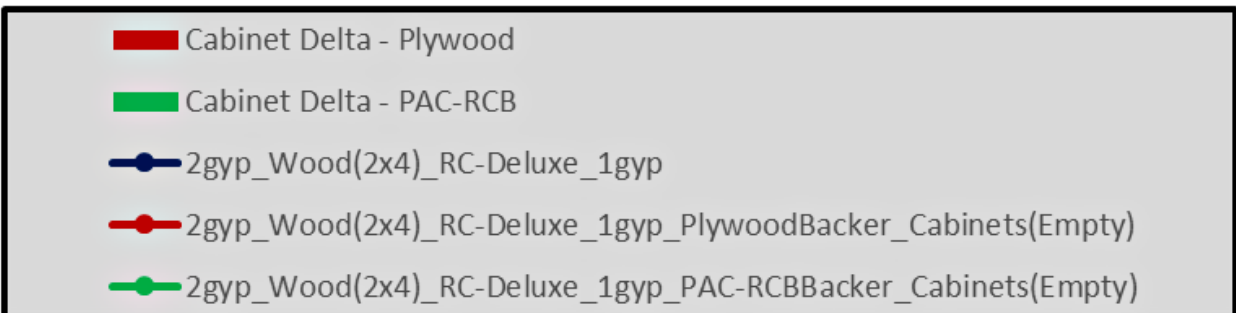 Cabinet Delta - Plywood
Cabinet Delta - PAC-RCB
2gyp_Wood(2x4)_RC-Deluxe_1gyp
2gyp_Wood(2x4)_RC-Deluxe_1gyp_PlywoodBacker_Cabinets(Empty)
2gyp_Wood(2x4)_RC-Deluxe_1gyp_PAC-RCBBacker_Cabinets(Empty)